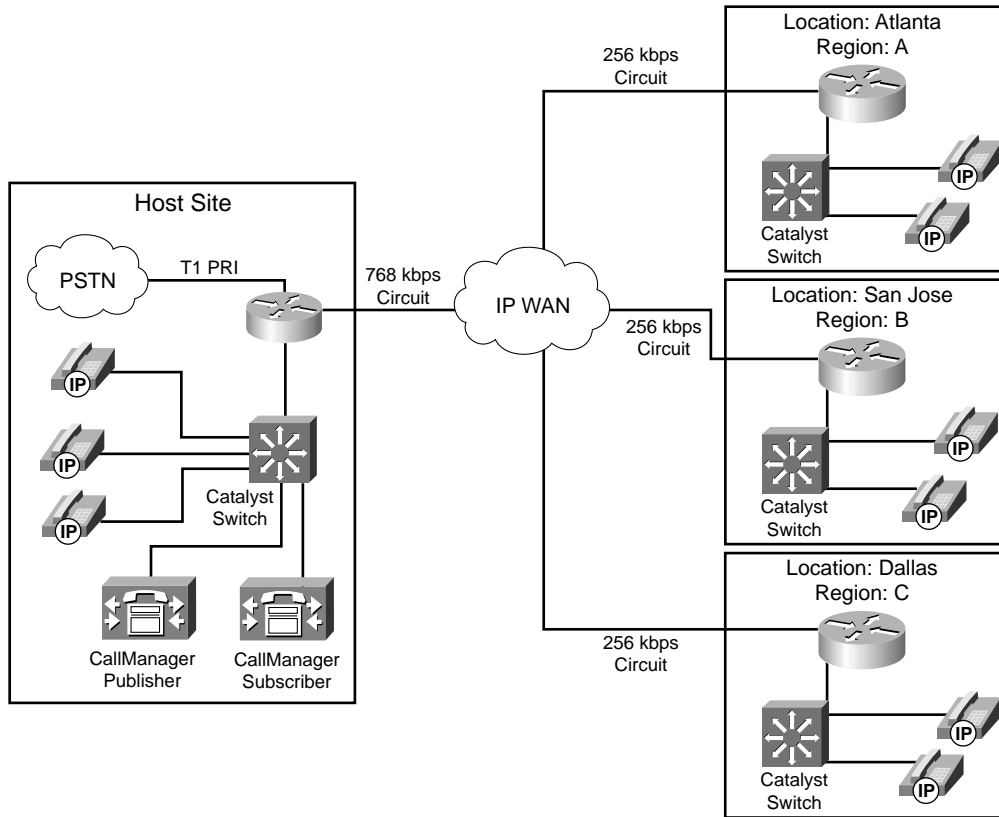 Host Site
PSTN
T1 PRI
IP
IP
IP
Catalyst
Switch
CallManager
Publisher
CallManager
Subscriber
768 kbps
Circuit
IP WAN
256 kbps
Circuit
256 kbps
Circuit
256 kbps
Circuit
Location: Atlanta
Region: A
IP
IP
Catalyst
Switch
Location: San Jose
Region: B
IP
IP
Catalyst
Switch
Location: Dallas
Region: C
IP
IP
Catalyst
Switch